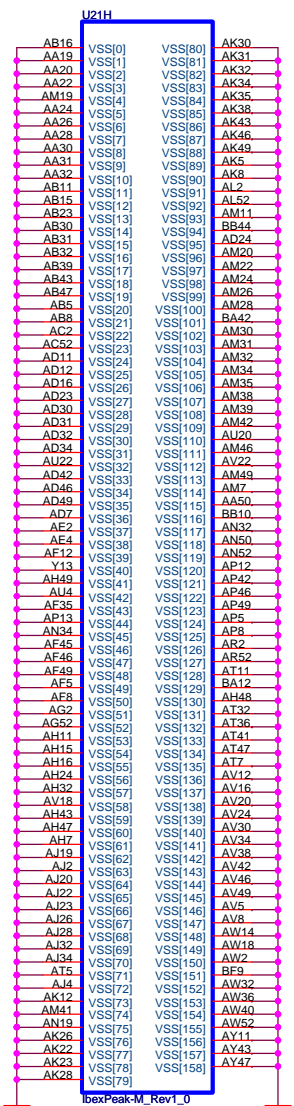 U21H
AB16 VSS[0] VSS[80] AK30
AA19 VSS[1] VSS[81] AK31
AA20 VSS[2] VSS[82] AK32
AA22 VSS[3] VSS[83] AK34
AM19 VSS[4] VSS[84] AK35
AA24 VSS[5] VSS[85] AK38
AA26 VSS[6] VSS[86] AK43
AA28 VSS[7] VSS[87] AK46
AA30 VSS[8] VSS[88] AK49
AA31 VSS[9] VSS[89] AK5
AA32 VSS[10] VSS[90] AK8
AB11 VSS[11] VSS[91] AL2
AB15 VSS[12] VSS[92] AL52
AB23 VSS[13] VSS[93] AM11
AB30 VSS[14] VSS[94] BB44
AB31 VSS[15] VSS[95] AD24
AB32 VSS[16] VSS[96] AM20
AB39 VSS[17] VSS[97] AM22
AB43 VSS[18] VSS[98] AM24
AB47 VSS[19] VSS[99] AM26
AB5 VSS[20] VSS[100] AM28
AB8 VSS[21] VSS[101] BA42
AC2 VSS[22] VSS[102] AM30
AC52 VSS[23] VSS[103] AM31
AD11 VSS[24] VSS[104] AM32
AD12 VSS[25] VSS[105] AM34
AD16 VSS[26] VSS[106] AM35
AD23 VSS[27] VSS[107] AM38
AD30 VSS[28] VSS[108] AM39
AD31 VSS[29] VSS[109] AM42
AD32 VSS[30] VSS[110] AU20
AD34 VSS[31] VSS[111] AM46
AU22 VSS[32] VSS[112] AV22
AD42 VSS[33] VSS[113] AM49
AD46 VSS[34] VSS[114] AM7
AD49 VSS[35] VSS[115] AA50
AD7 VSS[36] VSS[116] BB10
AE2 VSS[37] VSS[117] AN32
AE4 VSS[38] VSS[118] AN50
AF12 VSS[39] VSS[119] AN52
Y13 VSS[40] VSS[120] AP12
AH49 VSS[41] VSS[121] AP42
AU4 VSS[42] VSS[122] AP46
AF35 VSS[43] VSS[123] AP49
AP13 VSS[44] VSS[124] AP5
AN34 VSS[45] VSS[125] AP8
AF45 VSS[46] VSS[126] AR2
AF46 VSS[47] VSS[127] AR52
AF49 VSS[48] VSS[128] AT11
AF5 VSS[49] VSS[129] BA12
AF8 VSS[50] VSS[130] AH48
AG2 VSS[51] VSS[131] AT32
AG52 VSS[52] VSS[132] AT36
AH11 VSS[53] VSS[133] AT41
AH15 VSS[54] VSS[134] AT47
AH16 VSS[55] VSS[135] AT7
AH24 VSS[56] VSS[136] AV12
AH32 VSS[57] VSS[137] AV16
AV18 VSS[58] VSS[138] AV20
AH43 VSS[59] VSS[139] AV24
AH47 VSS[60] VSS[140] AV30
AH7 VSS[61] VSS[141] AV34
AJ19 VSS[62] VSS[142] AV38
AJ2 VSS[63] VSS[143] AV42
AJ20 VSS[64] VSS[144] AV46
AJ22 VSS[65] VSS[145] AV49
AJ23 VSS[66] VSS[146] AV5
AJ26 VSS[67] VSS[147] AV8
AJ28 VSS[68] VSS[148] AW14
AJ32 VSS[69] VSS[149] AW18
AJ34 VSS[70] VSS[150] AW2
AT5 VSS[71] VSS[151] BF9
AJ4 VSS[72] VSS[152] AW32
AK12 VSS[73] VSS[153] AW36
AM41 VSS[74] VSS[154] AW40
AN19 VSS[75] VSS[155] AW52
AK26 VSS[76] VSS[156] AY11
AK22 VSS[77] VSS[157] AY43
AK23 VSS[78] VSS[158] AY47
AK28 VSS[79]
IbexPeak-M_Rev1_0